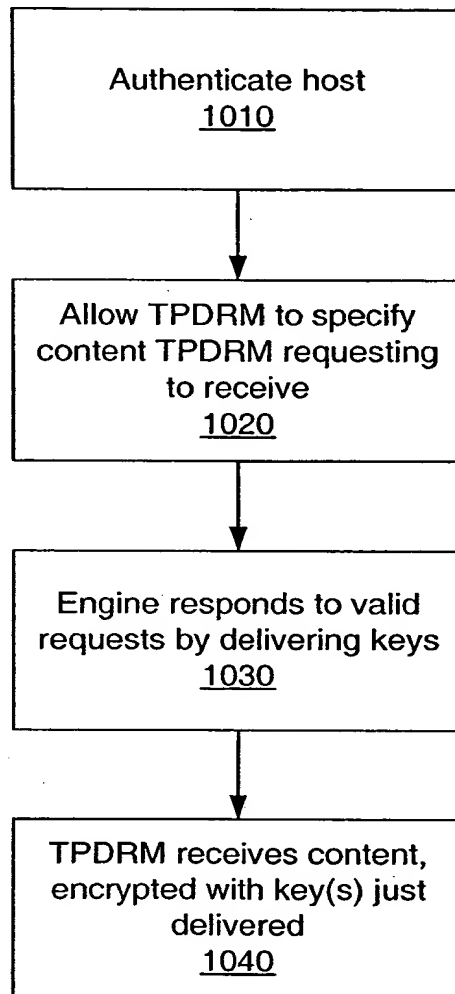 Authenticate host
1010
Allow TPDRM to specify
content TPDRM requesting
to receive
1020
Engine responds to valid
requests by delivering keys
1030
TPDRM receives content,
encrypted with key(s) just
delivered
1040